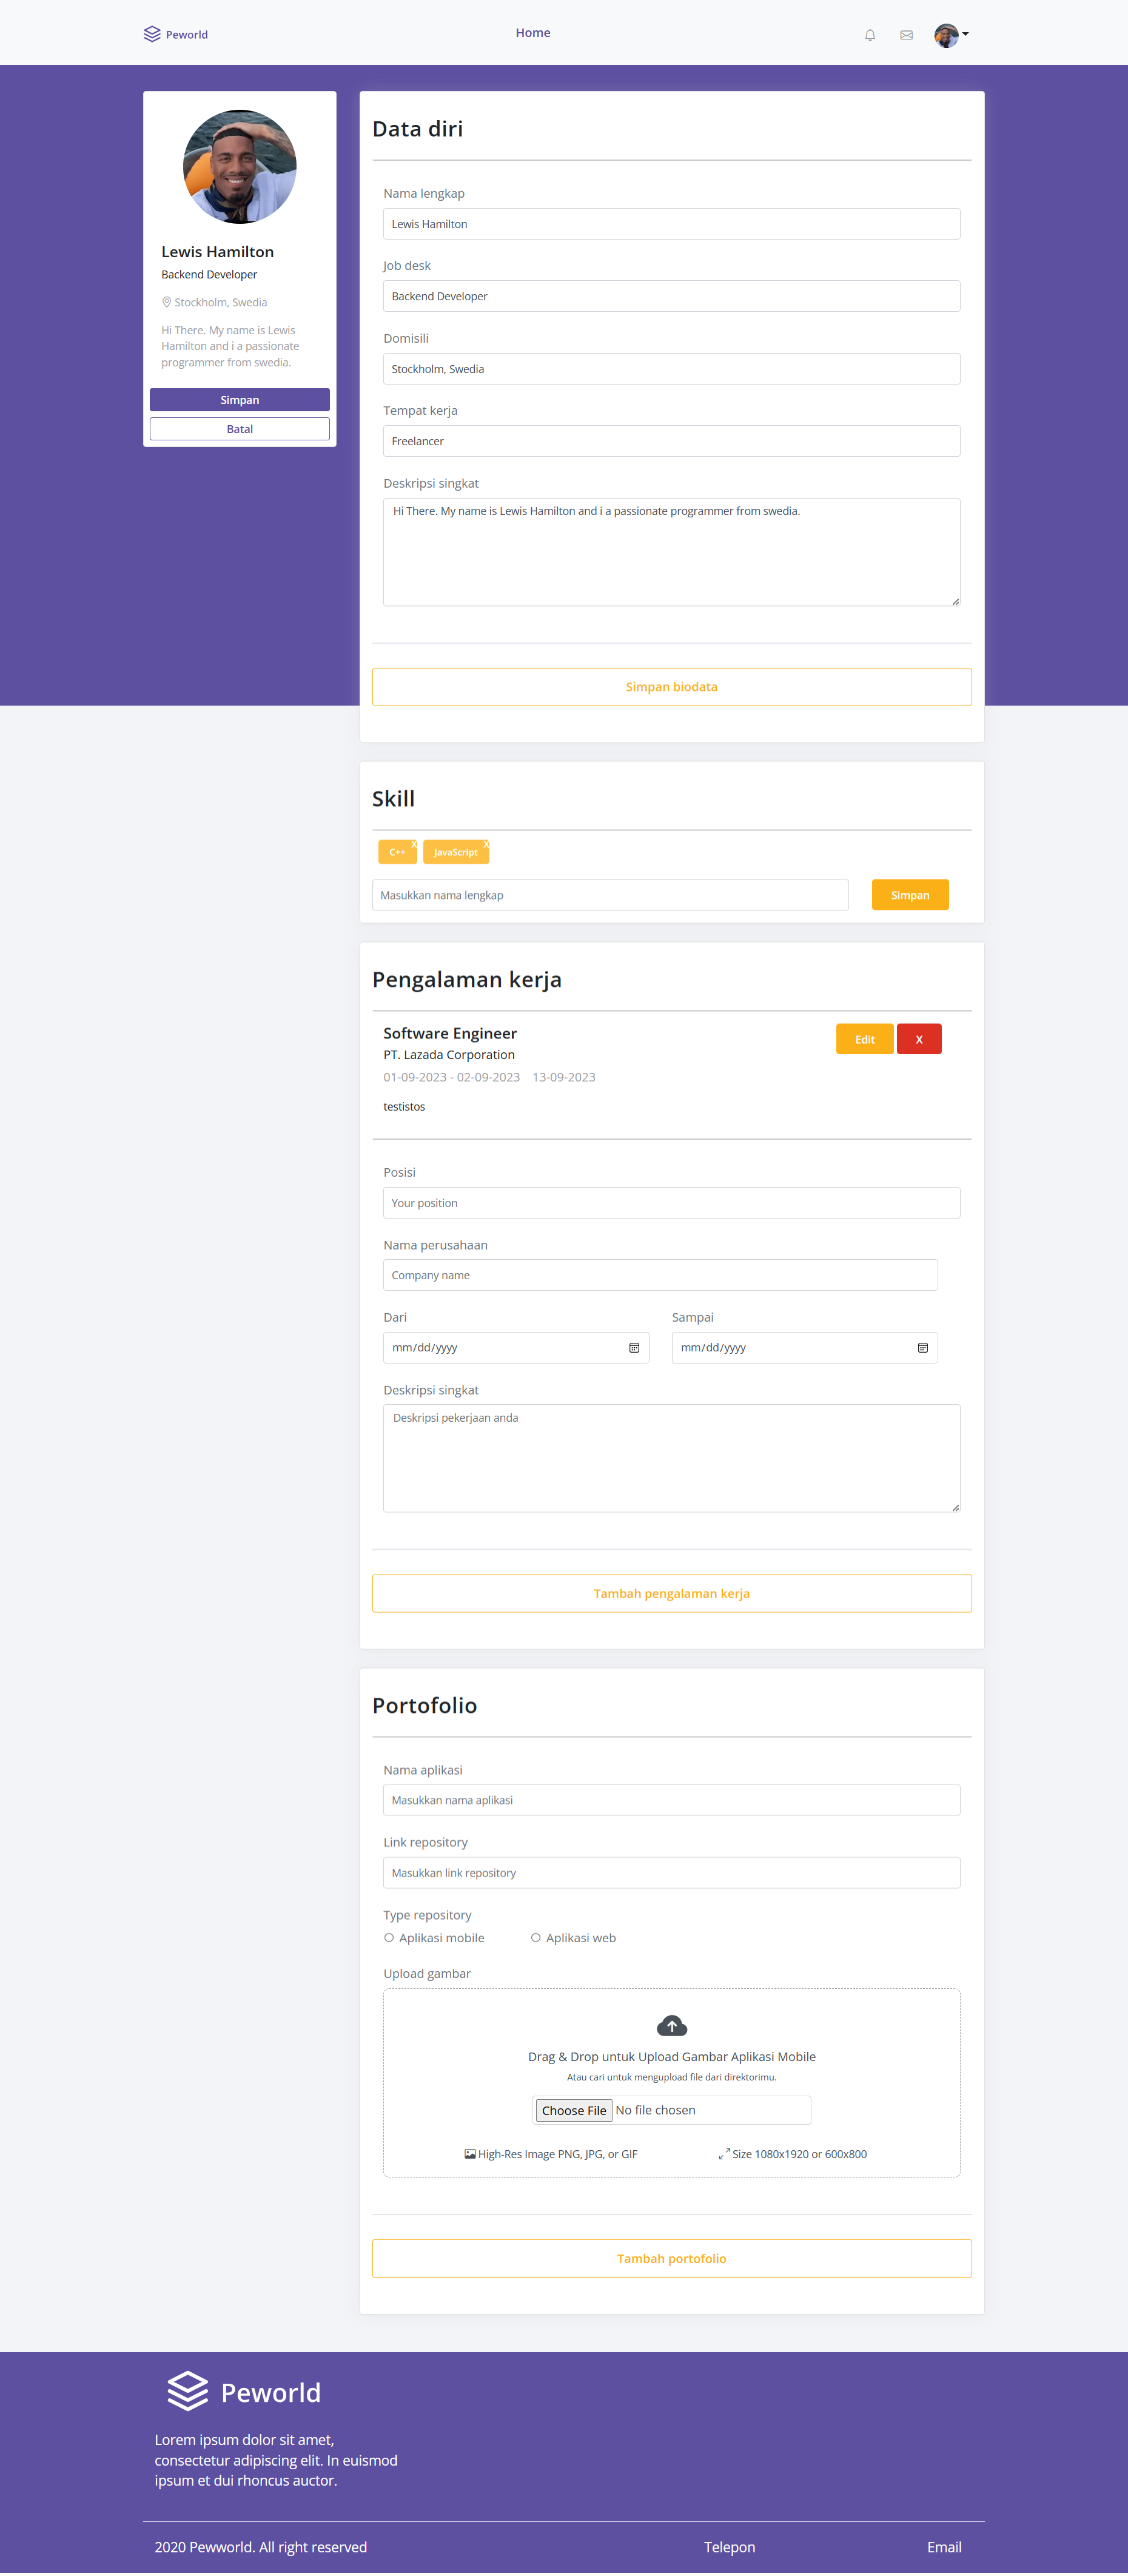 Peworld
Home
Lewis Hamilton
Backend Developer
Stockholm, Swedia
Hi There. My name is Lewis
Hamilton and i a passionate
programmer from swedia.
Simpan
Batal
Data diri
Nama lengkap
Lewis Hamilton
Job desk
Backend Developer
Domisili
Stockholm, Swedia
Tempat kerja
Freelancer
Deskripsi singkat
Hi There. My name is Lewis Hamilton and i a passionate programmer from swedia.
Simpan biodata
Skill
C++ X JavaScript X
Masukkan nama lengkap Simpan
Pengalaman kerja
Software Engineer Edit X
PT. Lazada Corporation
01-09-2023 - 02-09-2023 13-09-2023
testistos
Posisi
Your position
Nama perusahaan
Company name
Dari Sampai
mm/dd/yyyy mm/dd/yyyy
Deskripsi singkat
Deskripsi pekerjaan anda
Tambah pengalaman kerja
Portofolio
Nama aplikasi
Masukkan nama aplikasi
Link repository
Masukkan link repository
Type repository
Aplikasi mobile Aplikasi web
Upload gambar
Drag & Drop untuk Upload Gambar Aplikasi Mobile
Atau cari untuk mengupload file dari direktorimu.
Choose File No file chosen
High-Res Image PNG, JPG, or GIF Size 1080x1920 or 600x800
Tambah portofolio
Peworld
Lorem ipsum dolor sit amet,
consectetur adipiscing elit. In euismod
ipsum et dui rhoncus auctor.
2020 Pewworld. All right reserved Telepon Email